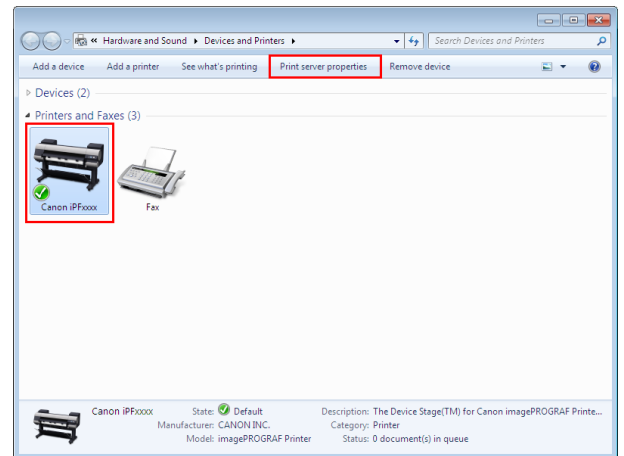 « Hardware and Sound ▸ Devices and Printers ▸ Search Devices and Printers
Add a device Add a printer See what's printing Print server properties Remove device
Devices (2)
Printers and Faxes (3)
Canon iPFxxxx Fax
Canon iPFxxxx State: Default Description: The Device Stage(TM) for Canon imagePROGRAF Printe...
Manufacturer: CANON INC. Category: Printer
Model: imagePROGRAF Printer Status: 0 document(s) in queue